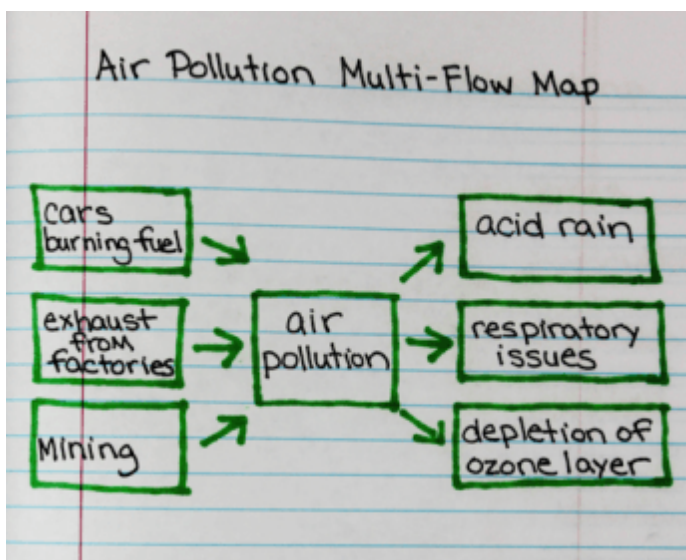 Air Pollution Multi-Flow Map
cars
burning fuel
exhaust
from
factories
Mining
air
pollution
acid rain
respiratory
issues
depletion of
ozone layer